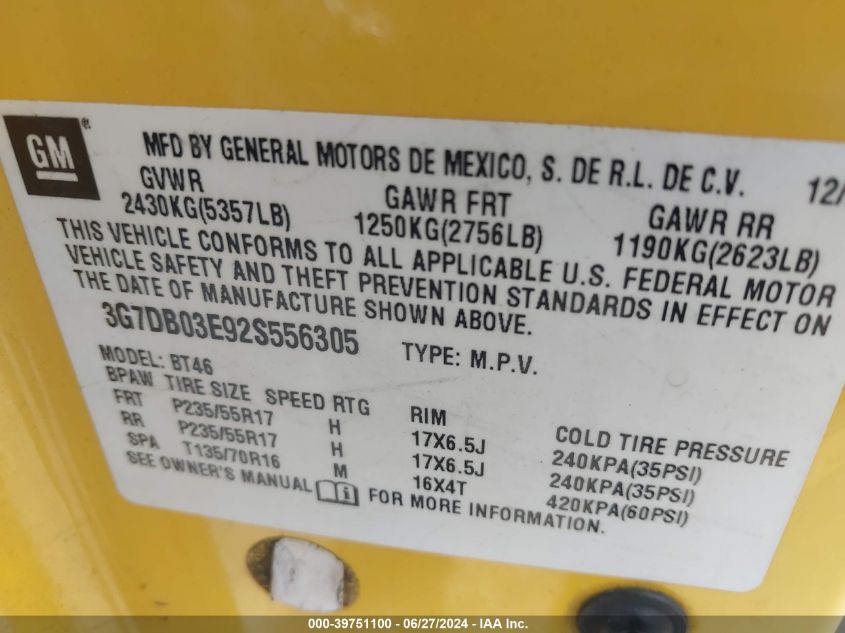 GM®
MFD BY GENERAL MOTORS DE MEXICO, S. DE R.L. DE C.V. 12/
GVWR GAWR FRT GAWR RR
2430KG(5357LB) 1250KG(2756LB) 1190KG(2623LB)
THIS VEHICLE CONFORMS TO ALL APPLICABLE U.S. FEDERAL MOTOR
VEHICLE SAFETY AND THEFT PREVENTION STANDARDS IN EFFECT ON
THE DATE OF MANUFACTURE SHOWN ABOVE.
3G7DB03E92S556305 TYPE: M.P.V.
MODEL: BT46
BPAW TIRE SIZE SPEED RTG RIM COLD TIRE PRESSURE
FRT P235/55R17 H 17X6.5J 240KPA(35PSI)
RR P235/55R17 H 17X6.5J 240KPA(35PSI)
SPA T135/70R16 M 16X4T 420KPA(60PSI)
SEE OWNER'S MANUAL FOR MORE INFORMATION.
000-39751100 - 06/27/2024 - IAA Inc.